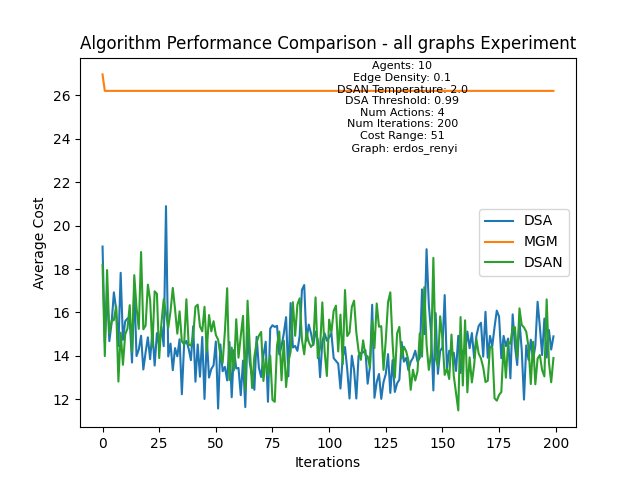 Algorithm Performance Comparison - all graphs Experiment
Agents: 10
Edge Density: 0.1
DSAN Temperature: 2.0
DSA Threshold: 0.99
Num Actions: 4
Num Iterations: 200
Cost Range: 51
Graph: erdos_renyi
Average Cost
26
24
22
20
18
16
14
12
DSA
MGM
DSAN
0 25 50 75 100 125 150 175 200
Iterations